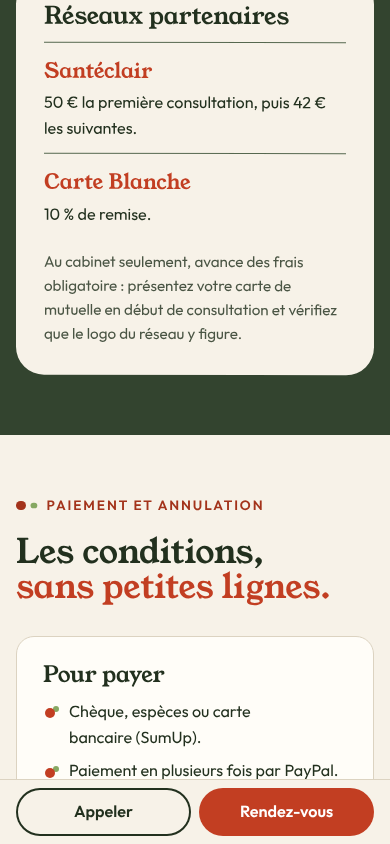 Réseaux partenaires
Santéclair
50 € la première consultation, puis 42 €
les suivantes.
Carte Blanche
10 % de remise.
Au cabinet seulement, avance des frais
obligatoire : présentez votre carte de
mutuelle en début de consultation et vérifiez
que le logo du réseau y figure.
PAIEMENT ET ANNULATION
Les conditions,
sans petites lignes.
Pour payer
Chèque, espèces ou carte
bancaire (SumUp).
Paiement en plusieurs fois par PayPal.
Appeler
Rendez-vous